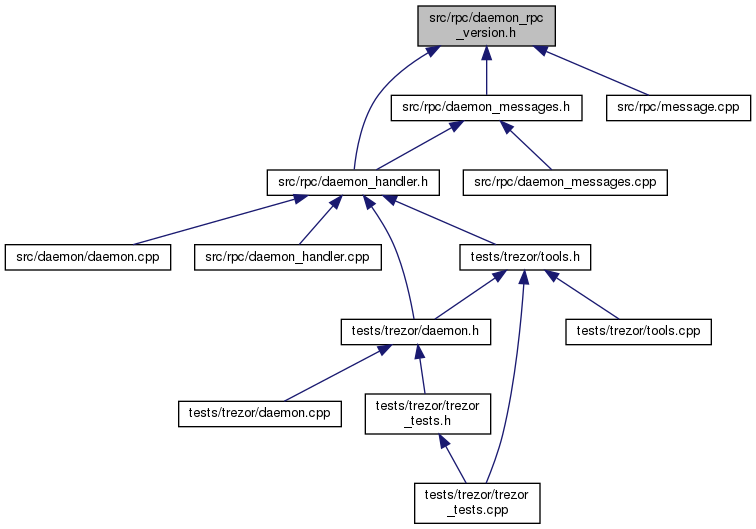 src/rpc/daemon_rpc
_version.h
src/rpc/daemon_messages.h
src/rpc/message.cpp
src/rpc/daemon_handler.h
src/rpc/daemon_messages.cpp
src/daemon/daemon.cpp
src/rpc/daemon_handler.cpp
tests/trezor/tools.h
tests/trezor/daemon.h
tests/trezor/tools.cpp
tests/trezor/daemon.cpp
tests/trezor/trezor
_tests.h
tests/trezor/trezor
_tests.cpp